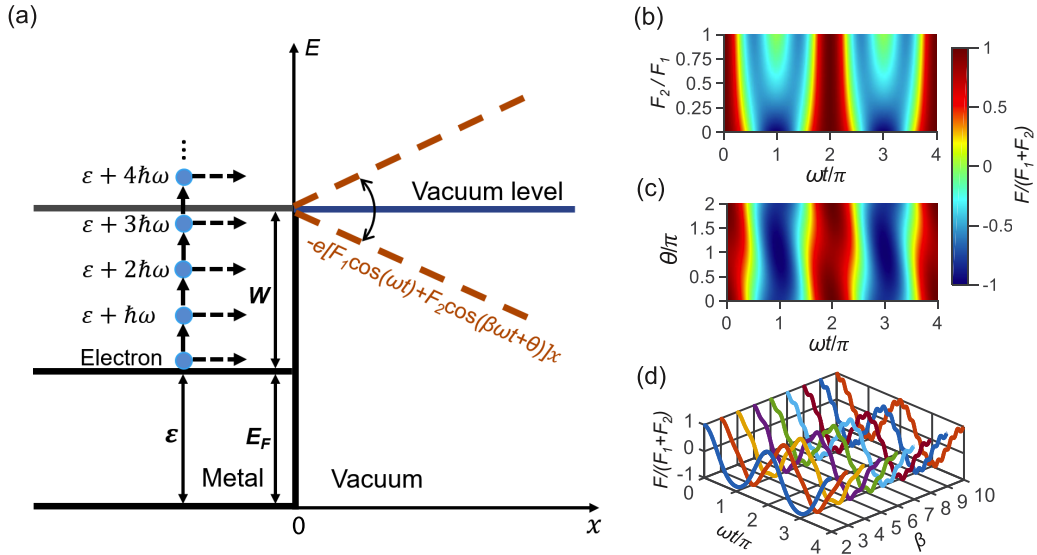 (a)
E
⋮
ε + 4ħω
ε + 3ħω
ε + 2ħω
ε + ħω
Electron
Vacuum level
-e[F₁cos(ωt)+F₂cos(βωt+θ)]x
W
ε
E_F
Metal
Vacuum
0
x
(b)
F₂/F₁
1
0.75
0.5
0.25
0
0 1 2 3 4
ωt/π
(c)
θ/π
2
1.5
1
0.5
0
0 1 2 3 4
ωt/π
1
0.5
0
-0.5
-1
F/(F₁+F₂)
(d)
F/(F₁+F₂)
1
0
-1
0
1
2
3
4
ωt/π
2 3 4 5 6 7 8 9 10
β